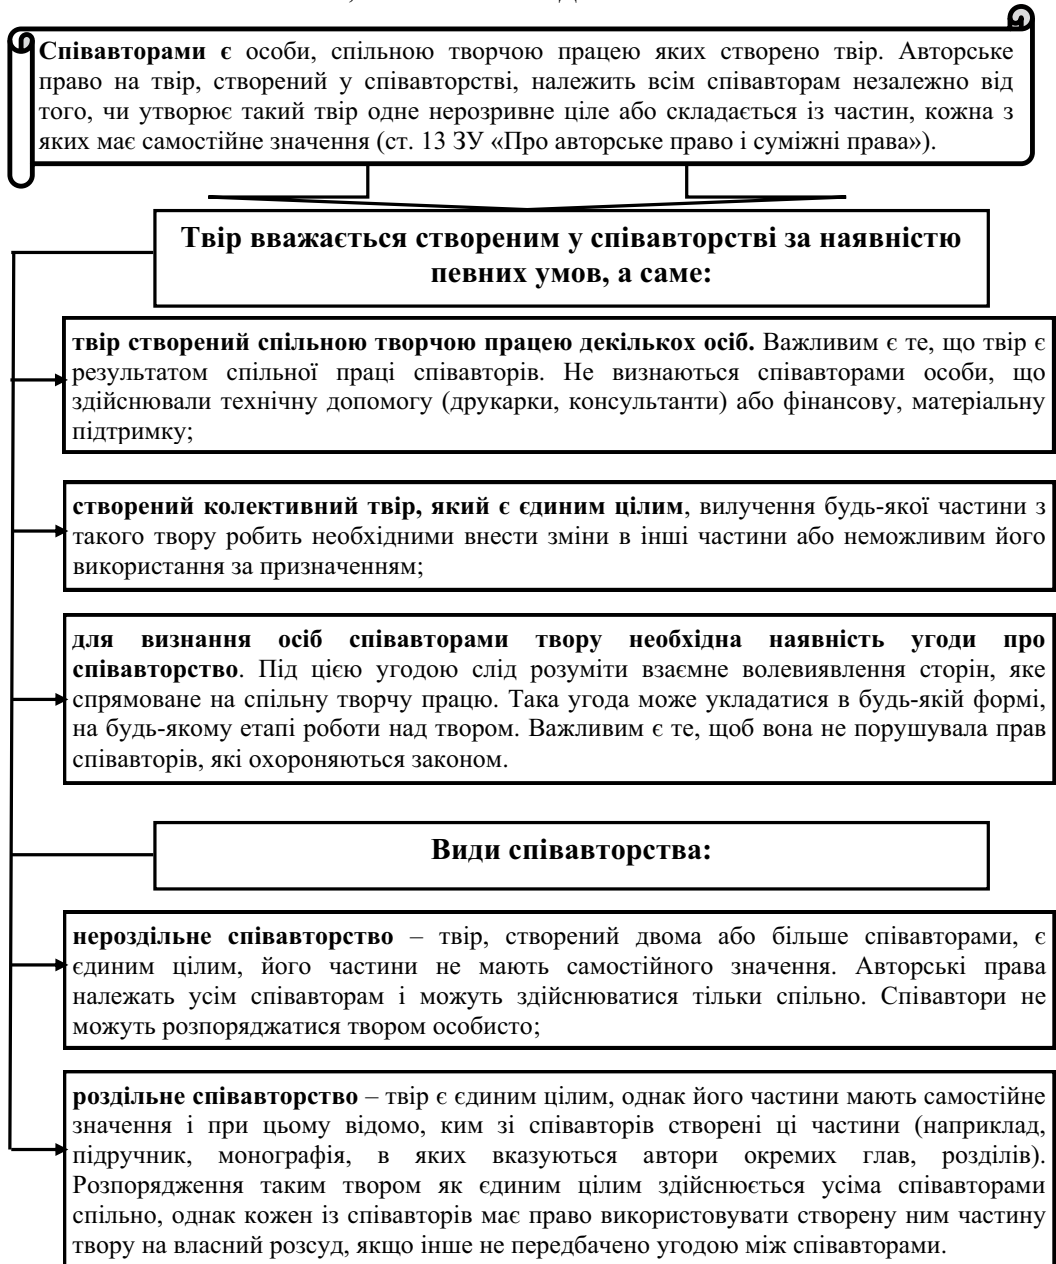 Співавторами є особи, спільною творчою працею яких створено твір. Авторське
право на твір, створений у співавторстві, належить всім співавторам незалежно від
того, чи утворює такий твір одне нерозривне ціле або складається із частин, кожна з
яких має самостійне значення (ст. 13 ЗУ «Про авторське право і суміжні права»).
Твір вважається створеним у співавторстві за наявністю
певних умов, а саме:
твір створений спільною творчою працею декількох осіб. Важливим є те, що твір є
результатом спільної праці співавторів. Не визнаються співавторами особи, що
здійснювали технічну допомогу (друкарки, консультанти) або фінансову, матеріальну
підтримку;
створений колективний твір, який є єдиним цілим, вилучення будь-якої частини з
такого твору робить необхідними внести зміни в інші частини або неможливим його
використання за призначенням;
для визнання осіб співавторами твору необхідна наявність угоди про
співавторство. Під цією угодою слід розуміти взаємне волевиявлення сторін, яке
спрямоване на спільну творчу працю. Така угода може укладатися в будь-якій формі,
на будь-якому етапі роботи над твором. Важливим є те, щоб вона не порушувала прав
співавторів, які охороняються законом.
Види співавторства:
нероздільне співавторство – твір, створений двома або більше співавторами, є
єдиним цілим, його частини не мають самостійного значення. Авторські права
належать усім співавторам і можуть здійснюватися тільки спільно. Співавтори не
можуть розпоряджатися твором особисто;
роздільне співавторство – твір є єдиним цілим, однак його частини мають самостійне
значення і при цьому відомо, ким зі співавторів створені ці частини (наприклад,
підручник, монографія, в яких вказуються автори окремих глав, розділів).
Розпорядження таким твором як єдиним цілим здійснюється усіма співавторами
спільно, однак кожен із співавторів має право використовувати створену ним частину
твору на власний розсуд, якщо інше не передбачено угодою між співавторами.